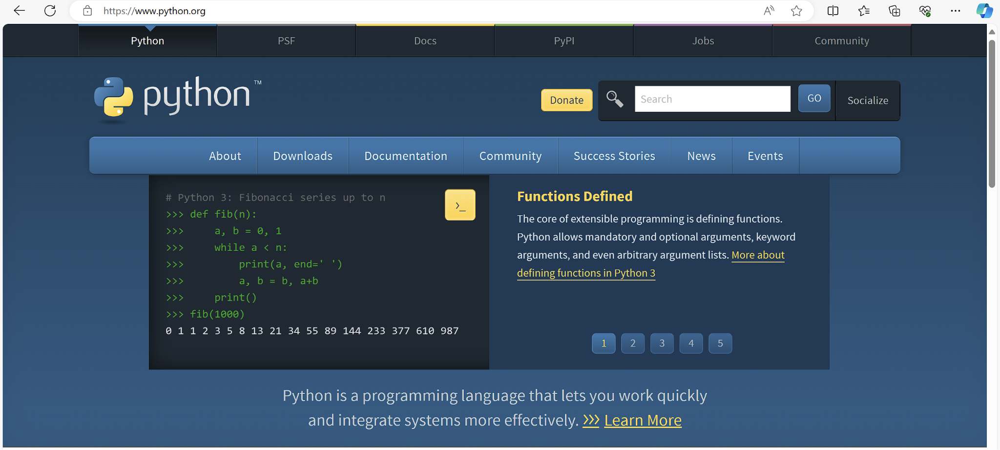 https://www.python.org
Python
PSF
Docs
PyPI
Jobs
Community
python™
Donate
Search
GO
Socialize
About
Downloads
Documentation
Community
Success Stories
News
Events
# Python 3: Fibonacci series up to n
>>> def fib(n):
>>>     a, b = 0, 1
>>>     while a < n:
>>>         print(a, end=' ')
>>>         a, b = b, a+b
>>>     print()
>>> fib(1000)
0 1 1 2 3 5 8 13 21 34 55 89 144 233 377 610 987
>_
Functions Defined
The core of extensible programming is defining functions.
Python allows mandatory and optional arguments, keyword
arguments, and even arbitrary argument lists. More about
defining functions in Python 3
1
2
3
4
5
Python is a programming language that lets you work quickly
and integrate systems more effectively. >>> Learn More